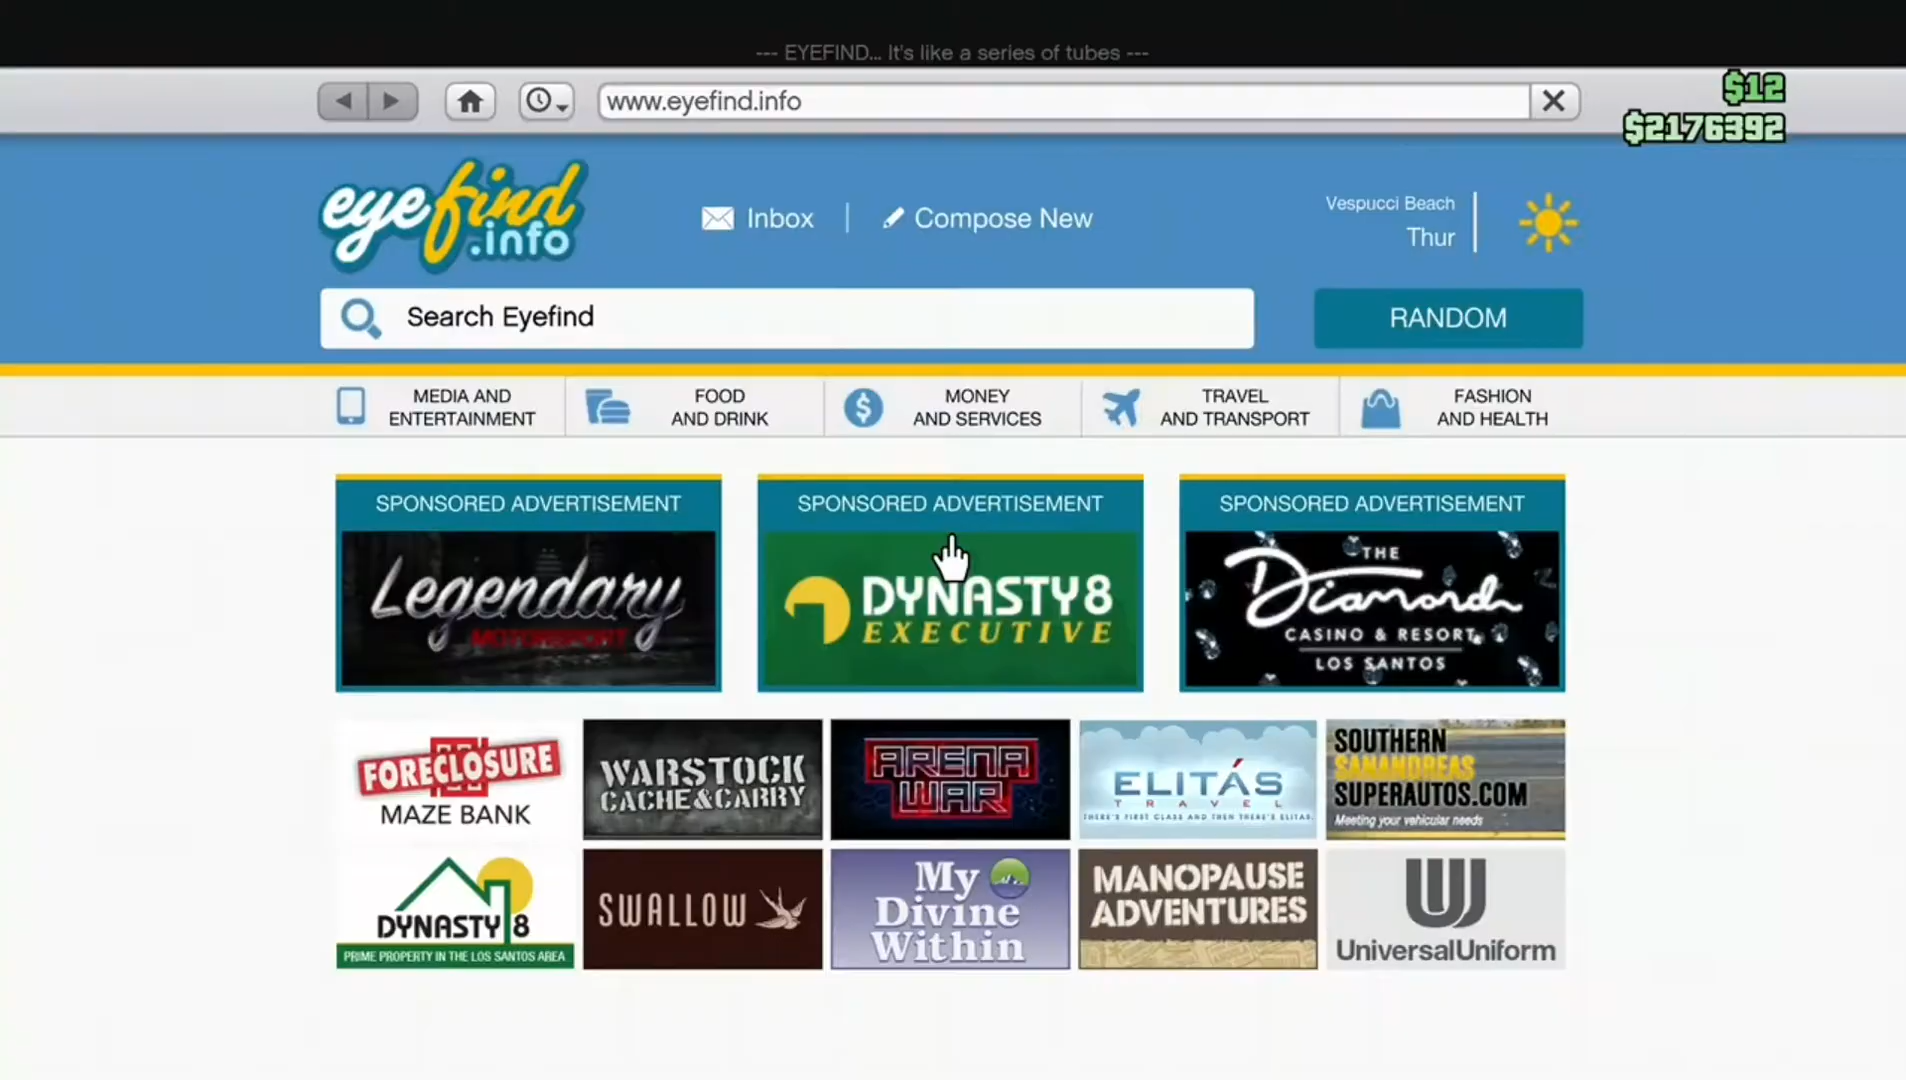 --- EYEFIND... It's like a series of tubes ---
www.eyefind.info
$12
$2176392
eyefind
.info
Inbox
Compose New
Vespucci Beach
Thur
Search Eyefind
RANDOM
MEDIA AND
ENTERTAINMENT
FOOD
AND DRINK
MONEY
AND SERVICES
TRAVEL
AND TRANSPORT
FASHION
AND HEALTH
SPONSORED ADVERTISEMENT
Legendary
MOTORSPORT
SPONSORED ADVERTISEMENT
DYNASTY8
EXECUTIVE
SPONSORED ADVERTISEMENT
THE
Diamond
CASINO & RESORT
LOS SANTOS
FORECLOSURE
MAZE BANK
WARSTOCK
CACHE&CARRY
ARENA
WAR
ELITÁS
TRAVEL
THERE'S FIRST CLASS AND THEN THERE'S ELITAS
SOUTHERN
SANANDREAS
SUPERAUTOS.COM
Meeting your vehicular needs
DYNASTY 8
PRIME PROPERTY IN THE LOS SANTOS AREA
SWALLOW
My
Divine
Within
MANOPAUSE
ADVENTURES
UU
UniversalUniform